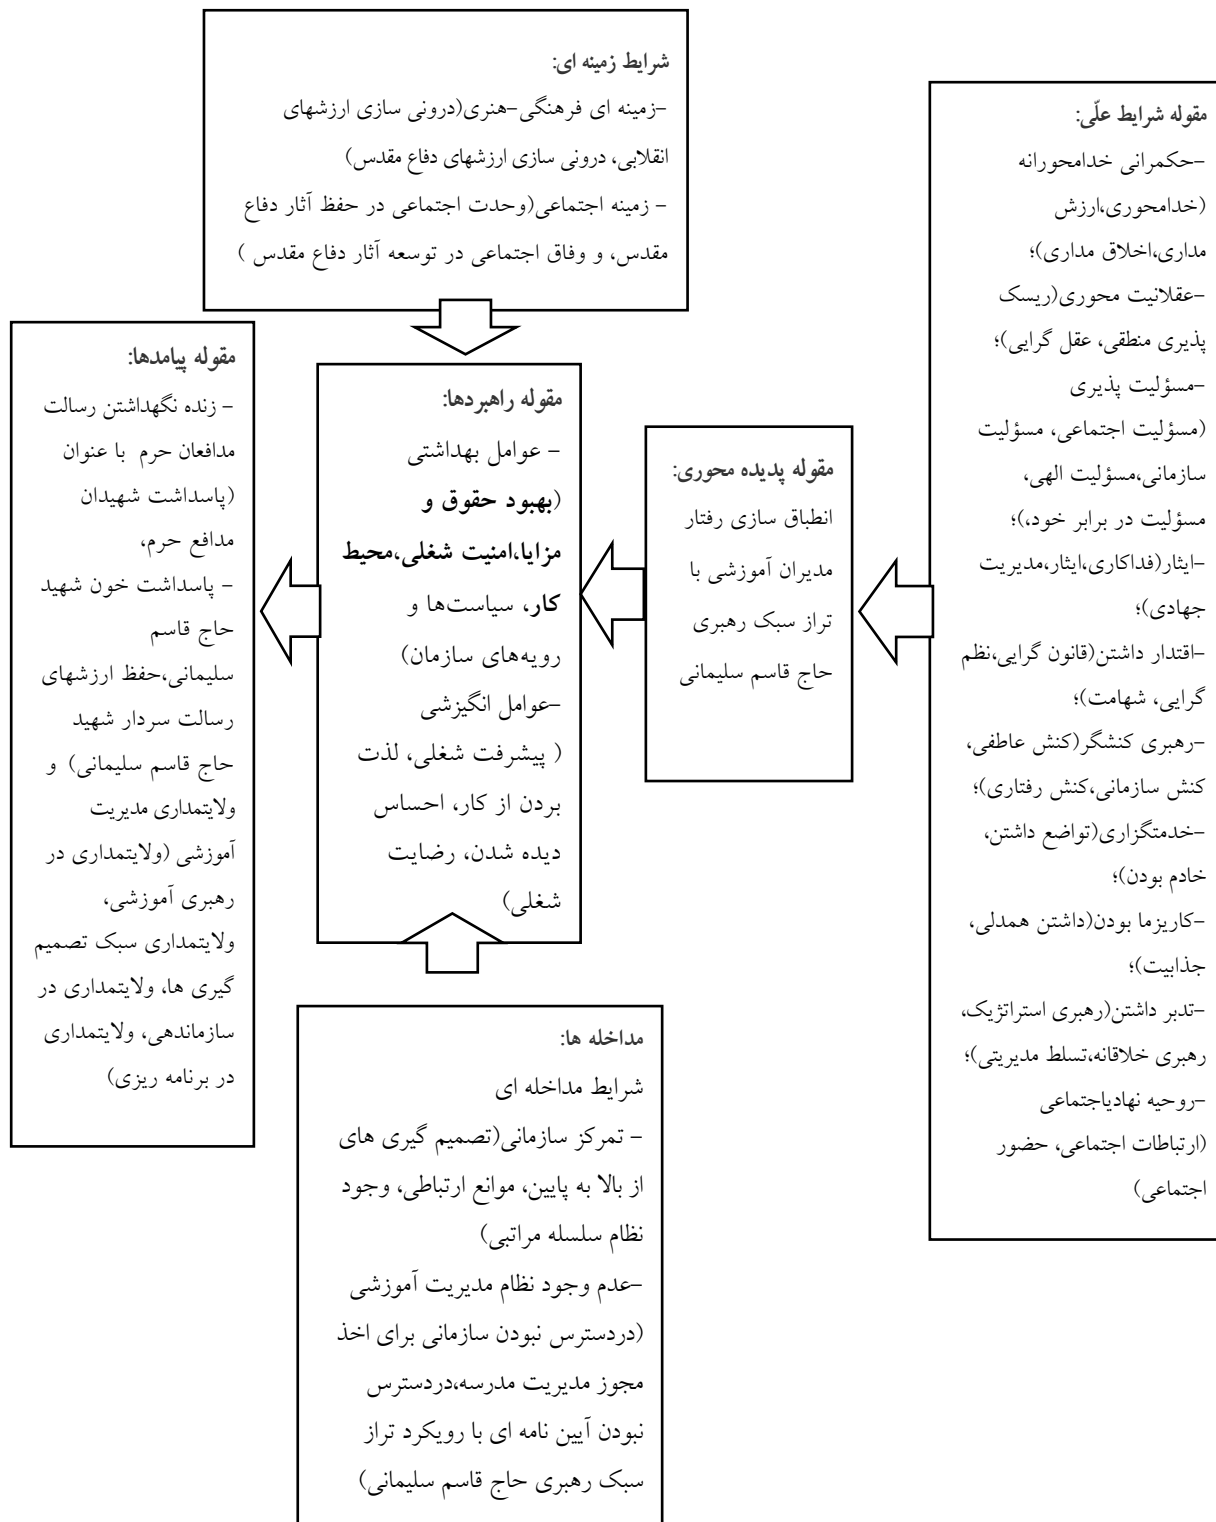 شرایط زمینه ای:
-زمینه ای فرهنگی-هنری(درونی سازی ارزشهای
انقلابی، درونی سازی ارزشهای دفاع مقدس)
- زمینه اجتماعی(وحدت اجتماعی در حفظ آثار دفاع
مقدس، و وفاق اجتماعی در توسعه آثار دفاع مقدس )
مقوله شرایط علّی:
-حکمرانی خدامحورانه
(خدامحوری،ارزش
مداری،اخلاق مداری)؛
-عقلانیت محوری(ریسک
پذیری منطقی، عقل گرایی)؛
-مسؤلیت پذیری
(مسؤلیت اجتماعی، مسؤلیت
سازمانی،مسؤلیت الهی،
مسؤلیت در برابر خود،)؛
-ایثار(فداکاری،ایثار،مدیریت
جهادی)؛
-اقتدار داشتن(قانون گرایی،نظم
گرایی، شهامت)؛
-رهبری کنشگر(کنش عاطفی،
کنش سازمانی،کنش رفتاری)؛
-خدمتگزاری(تواضع داشتن،
خادم بودن)؛
-کاریزما بودن(داشتن همدلی،
جذابیت)؛
-تدبر داشتن(رهبری استراتژیک،
رهبری خلاقانه،تسلط مدیریتی)؛
-روحیه نهادیاجتماعی
(ارتباطات اجتماعی، حضور
اجتماعی)
مقوله پدیده محوری:
انطباق سازی رفتار
مدیران آموزشی با
تراز سبک رهبری
حاج قاسم سلیمانی
مقوله راهبردها:
- عوامل بهداشتی
(بهبود حقوق و
مزایا،امنیت شغلی،محیط
کار، سیاست‌ها و
رویه‌های سازمان)
-عوامل انگیزشی
( پیشرفت شغلی، لذت
بردن از کار، احساس
دیده شدن، رضایت
شغلی)
مقوله پیامدها:
- زنده نگهداشتن رسالت
مدافعان حرم با عنوان
(پاسداشت شهیدان
مدافع حرم،
- پاسداشت خون شهید
حاج قاسم
سلیمانی،حفظ ارزشهای
رسالت سردار شهید
حاج قاسم سلیمانی) و
ولایتمداری مدیریت
آموزشی (ولایتمداری در
رهبری آموزشی،
ولایتمداری سبک تصمیم
گیری ها، ولایتمداری در
سازماندهی، ولایتمداری
در برنامه ریزی)
مداخله ها:
شرایط مداخله ای
- تمرکز سازمانی(تصمیم گیری های
از بالا به پایین، موانع ارتباطی، وجود
نظام سلسله مراتبی)
-عدم وجود نظام مدیریت آموزشی
(دردسترس نبودن سازمانی برای اخذ
مجوز مدیریت مدرسه،دردسترس
نبودن آیین نامه ای با رویکرد تراز
سبک رهبری حاج قاسم سلیمانی)